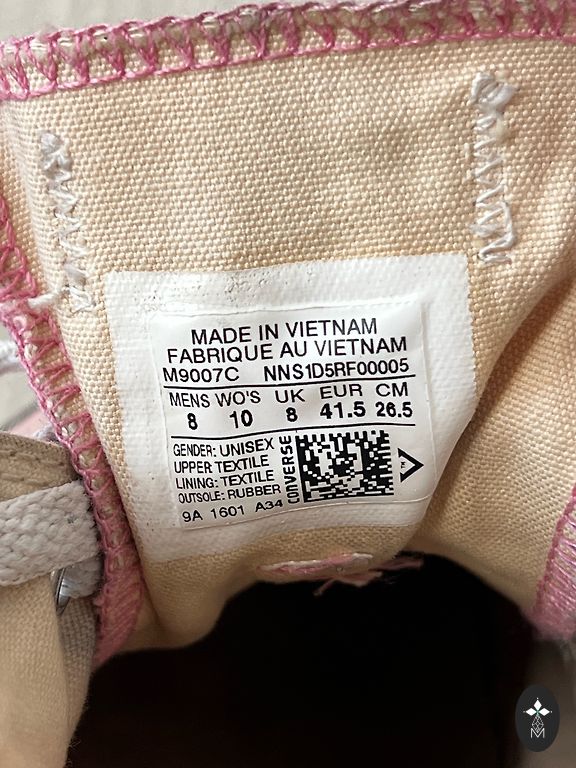 MADE IN VIETNAM
FABRIQUE AU VIETNAM
M9007C NNS1D5RF00005
MENS WO'S UK EUR CM
8 10 8 41.5 26.5
GENDER: UNISEX
UPPER TEXTILE
LINING: TEXTILE
OUTSOLE: RUBBER
9A 1601 A34
CONVERSE
TM
M